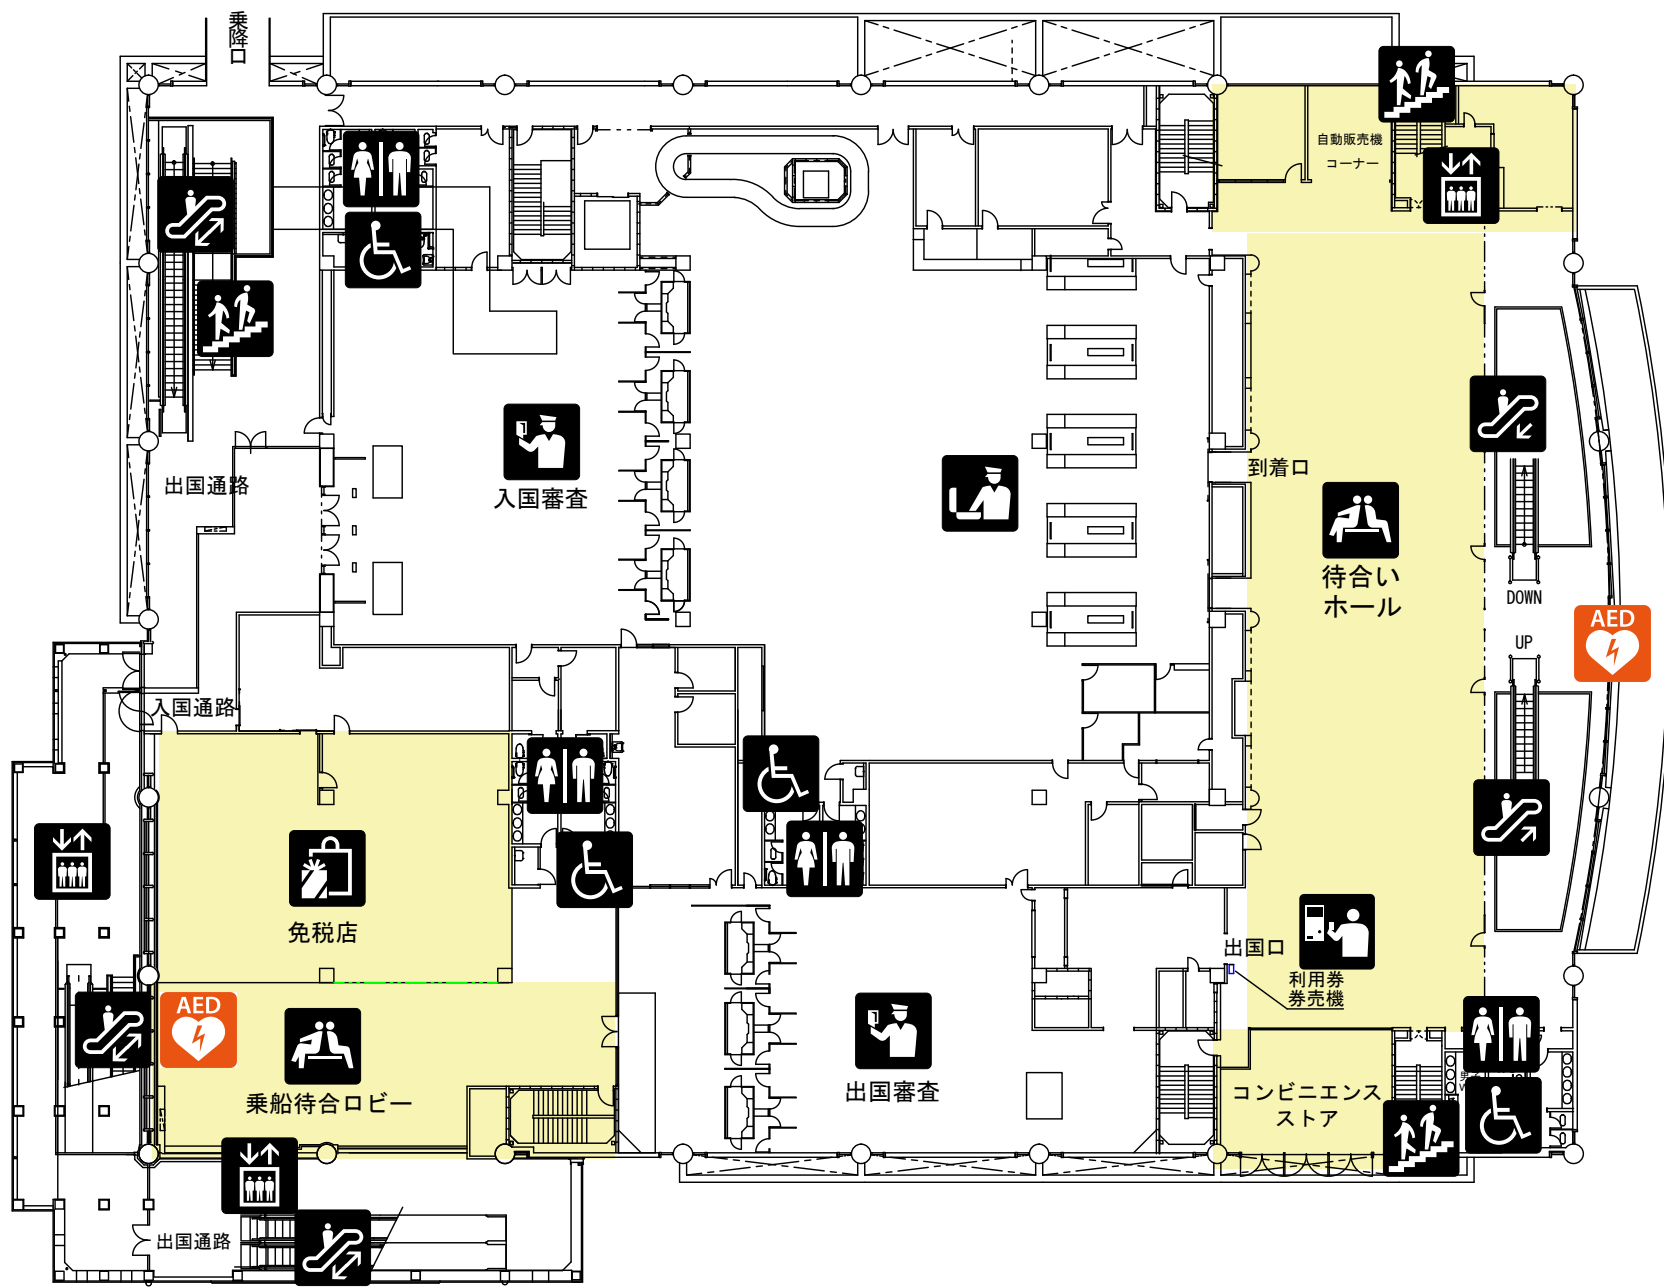 乗降口
自動販売機
コーナー
出国通路
入国審査
到着口
待合い
ホール
DOWN
AED
UP
入国通路
免税店
出国口
利用券
券売機
AED
乗船待合ロビー
出国審査
コンビニエンス
ストア
出国通路